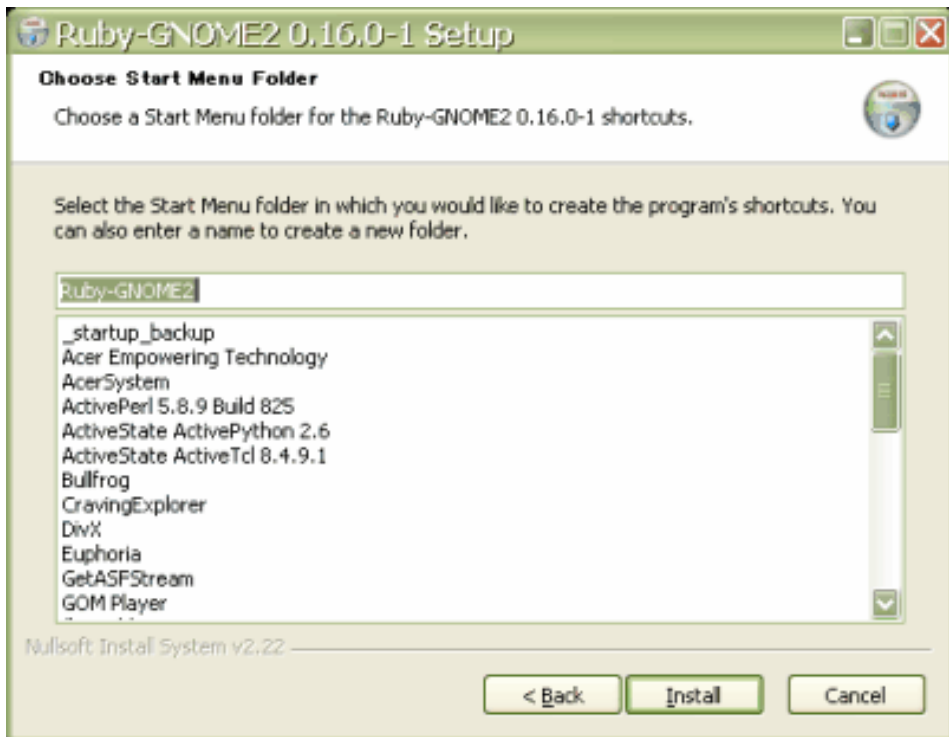 Ruby-GNOME2 0.16.0-1 Setup
Choose Start Menu Folder
Choose a Start Menu folder for the Ruby-GNOME2 0.16.0-1 shortcuts.
Select the Start Menu folder in which you would like to create the program's shortcuts. You
can also enter a name to create a new folder.
Ruby-GNOME2
_startup_backup
Acer Empowering Technology
AcerSystem
ActivePerl 5.8.9 Build 825
ActiveState ActivePython 2.6
ActiveState ActiveTcl 8.4.9.1
Bullfrog
CravingExplorer
DivX
Euphoria
GetASFStream
GOM Player
Nullsoft Install System v2.22
< Back
Install
Cancel